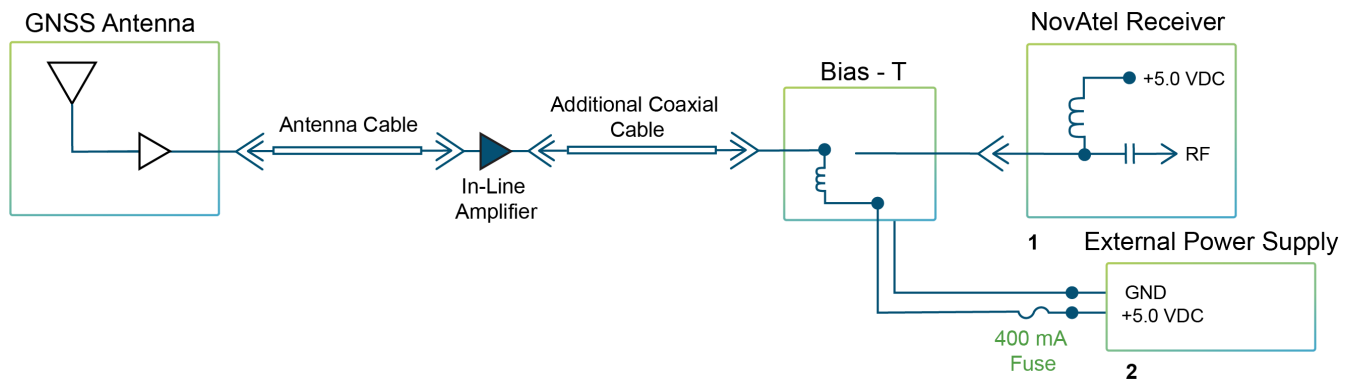 GNSS Antenna
NovAtel Receiver
Bias - T
+5.0 VDC
Antenna Cable
Additional Coaxial
Cable
RF
In-Line
Amplifier
1
External Power Supply
GND
+5.0 VDC
400 mA
Fuse
2